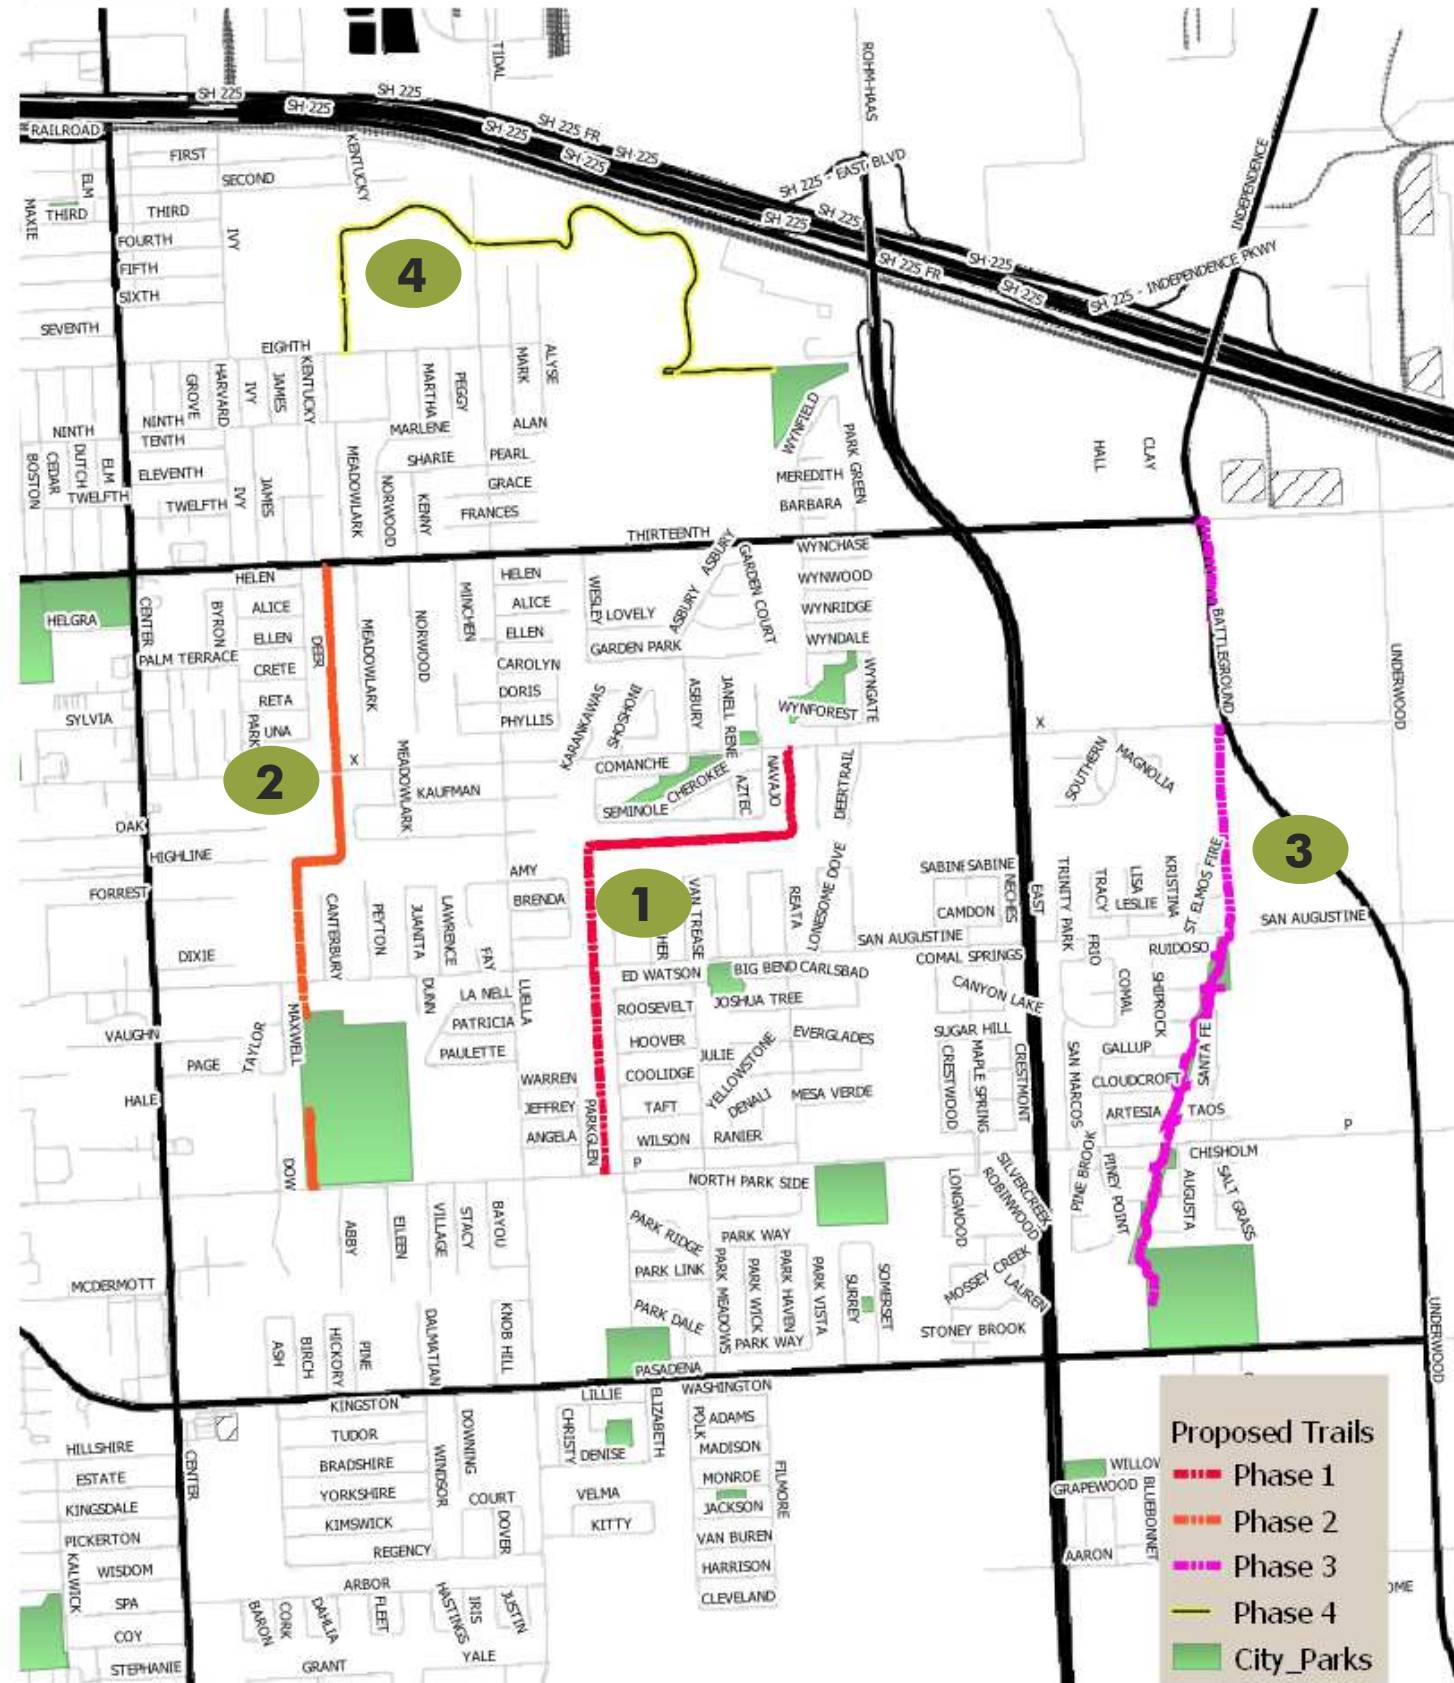 TIDAL
ROHM-HAAS
SH 225
SH 225
SH 225
SH 225
SH 225 FR
SH 225
SH 225
RAILROAD
FIRST
SECOND
KENTUCKY
ELM
MAXIE
THIRD
THIRD
FOURTH
IVY
FIFTH
SIXTH
SEVENTH
EIGHTH
SH 225 - EAST BLVD
SH 225
SH 225
SH 225 FR
SH 225
SH 225
SH 225 - INDEPENDENCE PKWY
INDEPENDENCE
4
GROVE
HARVARD
IVY
JAMES
KENTUCKY
MARTHA
PEGGY
MARK
ALYSE
NINTH
NINTH
TENTH
MARLENE
ALAN
WYNFIELD
PARK GREEN
HALL
CLAY
BOSTON
CEDAR
DUTCH
ELM
TWELFTH
ELEVENTH
TWELFTH
IVY
JAMES
MEADOWLARK
NORWOOD
KENNY
SHARIE
PEARL
GRACE
FRANCES
MEREDITH
BARBARA
THIRTEENTH
HELEN
HELEN
WYNCHASE
HELGRA
CENTER
BYRON
ALICE
ELLEN
CRETE
RETA
UNA
PARK
PALM TERRACE
DEER
MEADOWLARK
NORWOOD
MINCHEN
ALICE
ELLEN
CAROLYN
DORIS
PHYLLIS
WESLEY
LOVELY
ASBURY
ASBURY
GARDEN COURT
GARDEN PARK
WYNWOOD
WYNRIDGE
WYNDALE
WYNGATE
WYNFOREST
BATTLEGROUND
UNDERWOOD
SYLVIA
KARANKAWAS
SHOSHONI
ASBURY
JANELL RENE
X
X
2
MEADOWLARK
KAUFMAN
COMANCHE
CHEROKEE
SEMINOLE
AZTEC
NAVAJO
DEERTRAIL
SOUTHERN
MAGNOLIA
OAK
HIGHLINE
FORREST
DIXIE
AMY
BRENDA
1
3
CANTERBURY
PEYTON
JUANITA
LAWRENCE
FAY
HER
VAN TREASE
REATA
LONESOME DOVE
SABINE
SABINE
NECHES
EAST
CAMDON
TRINITY PARK
TRACY
LISA
LESLIE
KRISTINA
ST ELMOS FIRE
SAN AUGUSTINE
SAN AUGUSTINE
COMAL SPRINGS
FRIO
RUIDOSO
VAUGHN
TAYLOR
PAGE
MAXWELL
DUNN
LA NELL
PATRICIA
PAULETTE
LUELLA
ED WATSON
BIG BEND
CARLSBAD
ROOSEVELT
JOSHUA TREE
HOOVER
JULIE
EVERGLADES
COOLIDGE
YELLOWSTONE
DENALI
MESA VERDE
TAFT
WILSON
RANIER
CANYON LAKE
SUGAR HILL
CRESTWOOD
MAPLE SPRING
CRESTMONT
COMAL
SHIPROCK
GALLUP
SANTA FE
CLOUDCROFT
ARTESIA
TAOS
SAN MARCOS
HALE
WARREN
JEFFREY
ANGELA
PARKGLEN
P
P
DOW
NORTH PARK SIDE
PINE BROOK
PINEY POINT
CHISHOLM
AUGUSTA
SALT GRASS
ABBY
EILEEN
VILLAGE
STACY
BAYOU
PARK RIDGE
PARK WAY
PARK LINK
PARK MEADOWS
PARK WICK
PARK HAVEN
PARK VISTA
SURREY
SOMERSET
LONGWOOD
ROBINWOOD
SILVERCREEK
MOSSEY CREEK
LAUREN
STONEY BROOK
MCDERMOTT
ASH
BIRCH
HICKORY
PINE
DALMATIAN
KNOB HILL
PARK DALE
PARK WAY
PASADENA
UNDERWOOD
KINGSTON
TUDOR
BRADSHIRE
YORKSHIRE
KIMSWICK
REGENCY
ARBOR
WINDSOR
DOWNING
COURT
DOVER
LILLIE
CHRISTY
DENISE
ELIZABETH
VELMA
KITTY
WASHINGTON
POLK
ADAMS
MADISON
MONROE
JACKSON
VAN BUREN
HARRISON
CLEVELAND
FILMORE
HILLSHIRE
ESTATE
KINGSDALE
PICKERTON
KALWICK
WISDOM
SPA
COY
STEPHANIE
CENTER
BARON
CORK
DAHLIA
FLEET
HASTINGS
IRIS
JUSTIN
GRANT
YALE
WILLOW
GRAPEWOOD
BLUEBONNET
AARON
OME
Proposed Trails
Phase 1
Phase 2
Phase 3
Phase 4
City_Parks